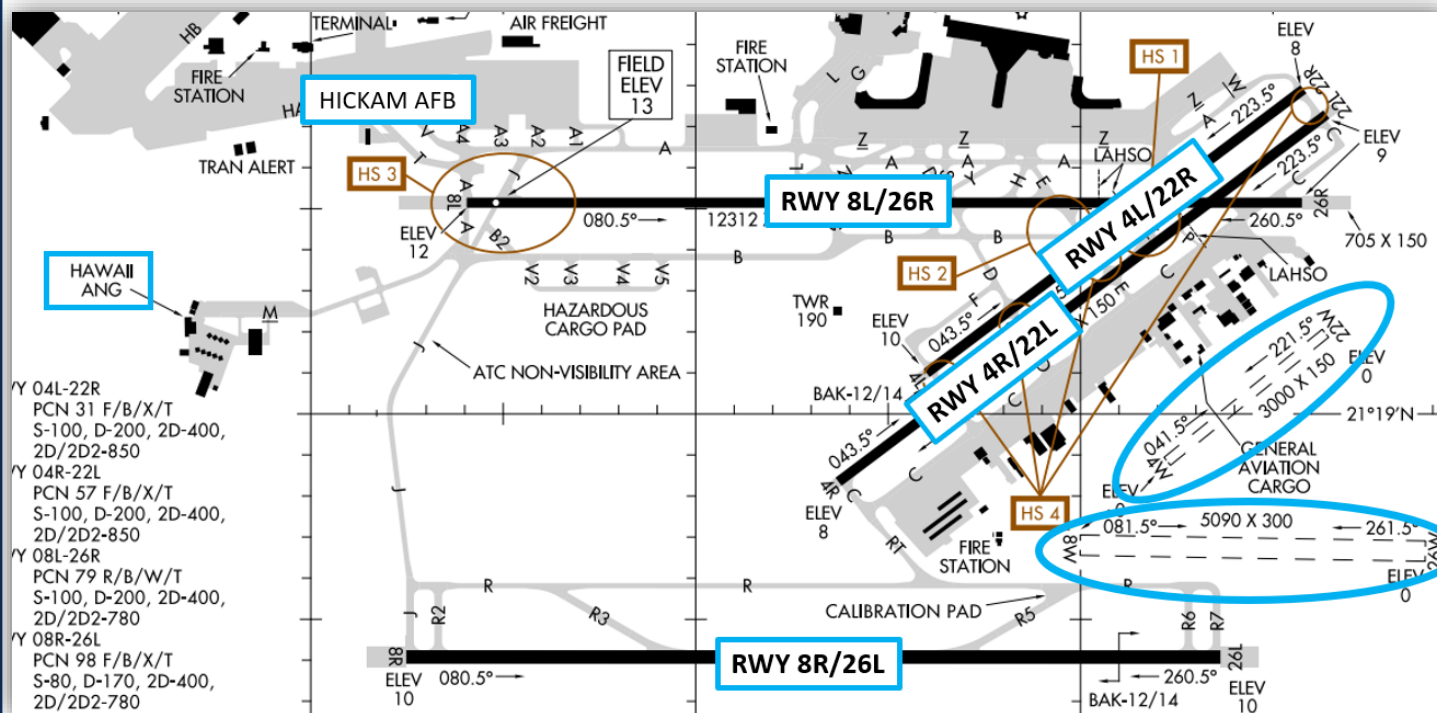 HB
TERMINAL
AIR FREIGHT
FIRE
STATION
HICKAM AFB
FIELD
ELEV
13
FIRE
STATION
L
G
HS 1
ELEV
8
22R
22L
Z
W
A
223.5°
TRAN ALERT
HS 3
V
T
A4
A3
A2
A1
A
L
Z
Z
Z
A
A
A
Y
H
E
LAHSO
C
ELEV
9
223.5°
C
26R
A
8L
A
J
ELEV
12
B2
080.5°
12312
RWY 8L/26R
RWY 4L/22R
260.5°
705 X 150
HAWAII
ANG
M
V2
V3
V4
V5
B
B
B
HS 2
D
P
C
E
LAHSO
HAZARDOUS
CARGO PAD
TWR
190
ELEV
10
043.5°
F
X 150
ATC NON-VISIBILITY AREA
J
BAK-12/14
RWY 4R/22L
22W
221.5°
ELEV
0
3000 X 150
21°19'N
041.5°
4W
GENERAL
AVIATION
CARGO
043.5°
C
C
4R
C
ELEV
8
RT
HS 4
FIRE
STATION
ELEV
081.5°
5090 X 300
261.5°
8W
26W
ELEV
0
Y 04L-22R
PCN 31 F/B/X/T
S-100, D-200, 2D-400,
2D/2D2-850
Y 04R-22L
PCN 57 F/B/X/T
S-100, D-200, 2D-400,
2D/2D2-850
Y 08L-26R
PCN 79 R/B/W/T
S-100, D-200, 2D-400,
2D/2D2-780
Y 08R-26L
PCN 98 F/B/X/T
S-80, D-170, 2D-400,
2D/2D2-780
J
R
R
R
J
R2
R3
CALIBRATION PAD
R5
R6
R7
8R
ELEV
10
080.5°
RWY 8R/26L
BAK-12/14
260.5°
26L
ELEV
10